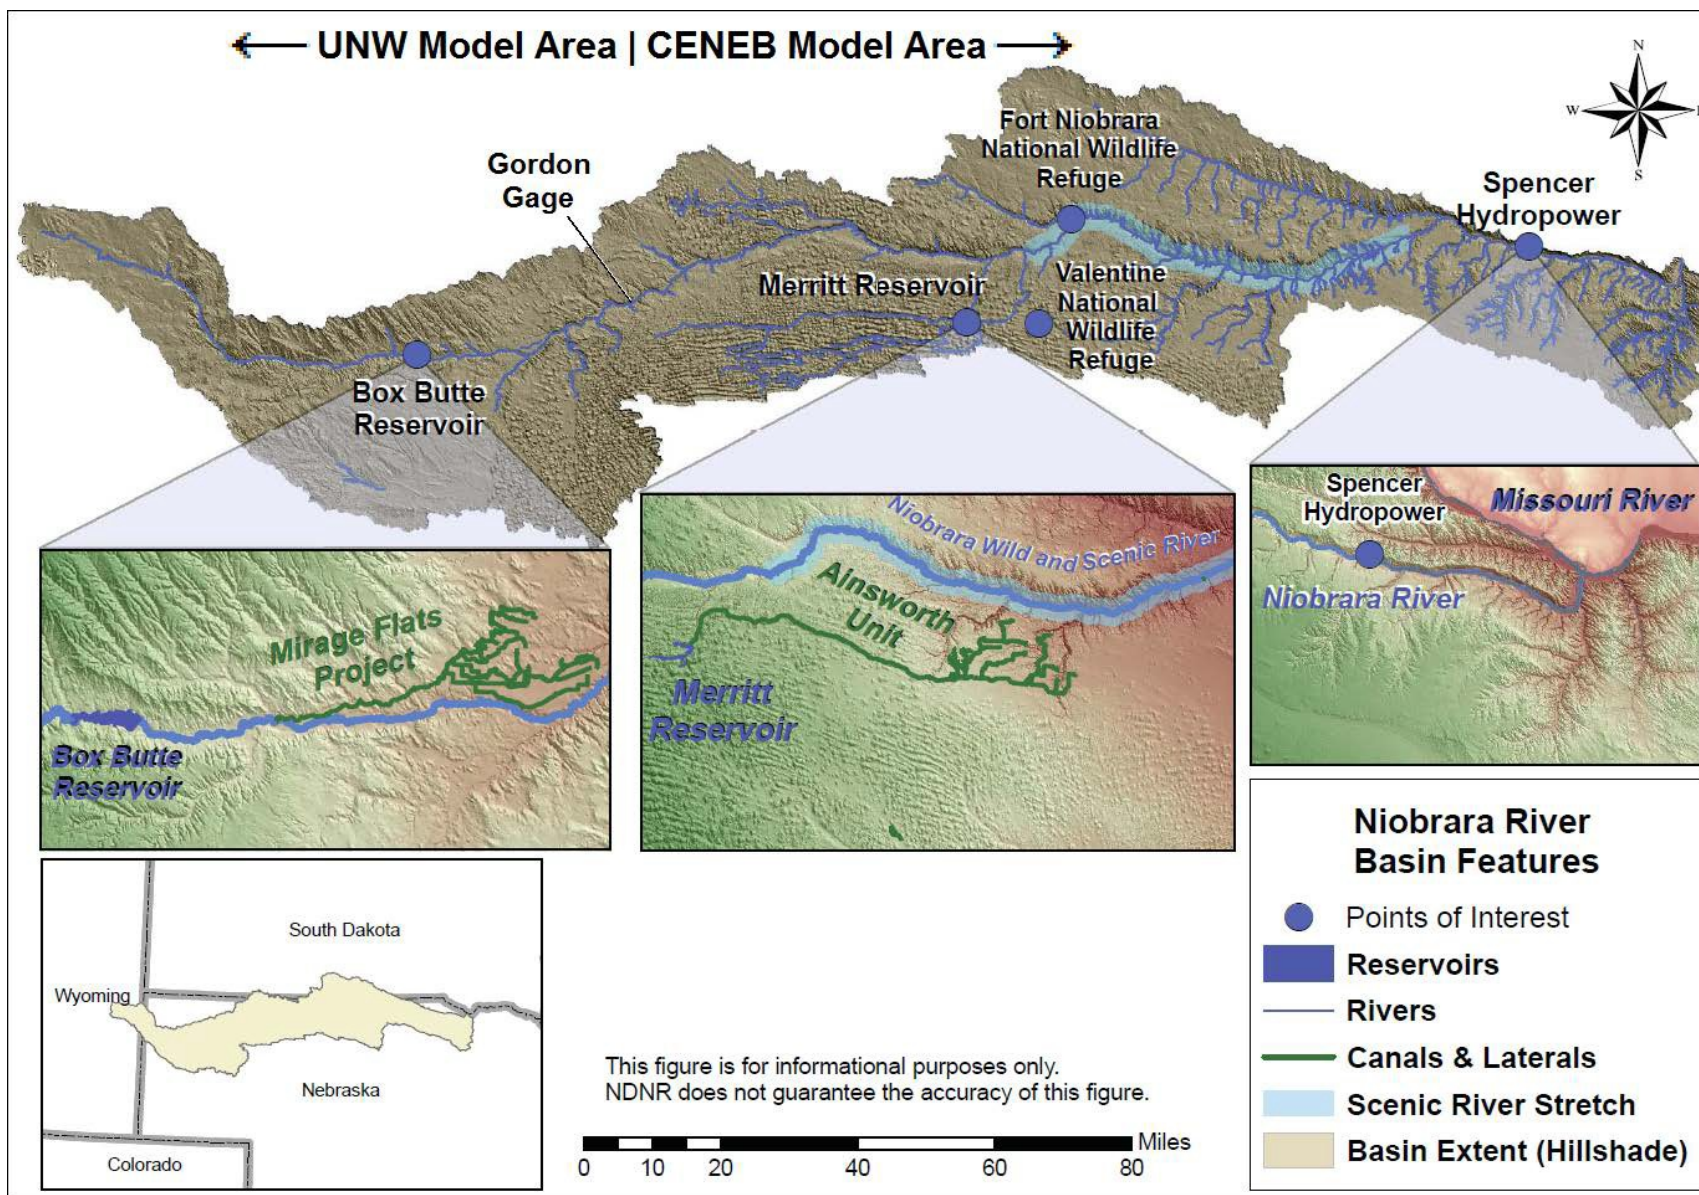 UNW Model Area | CENEB Model Area
N
W
S
Fort Niobrara
National Wildlife
Refuge
Gordon
Gage
Spencer
Hydropower
Merritt Reservoir
Valentine
National
Wildlife
Refuge
Box Butte
Reservoir
Mirage Flats
Project
Box Butte
Reservoir
Niobrara Wild and Scenic River
Ainsworth
Unit
Merritt
Reservoir
Spencer
Hydropower
Missouri River
Niobrara River
South Dakota
Wyoming
Nebraska
Colorado
This figure is for informational purposes only.
NDNR does not guarantee the accuracy of this figure.
Miles
0 10 20 40 60 80
Niobrara River
Basin Features
Points of Interest
Reservoirs
Rivers
Canals & Laterals
Scenic River Stretch
Basin Extent (Hillshade)